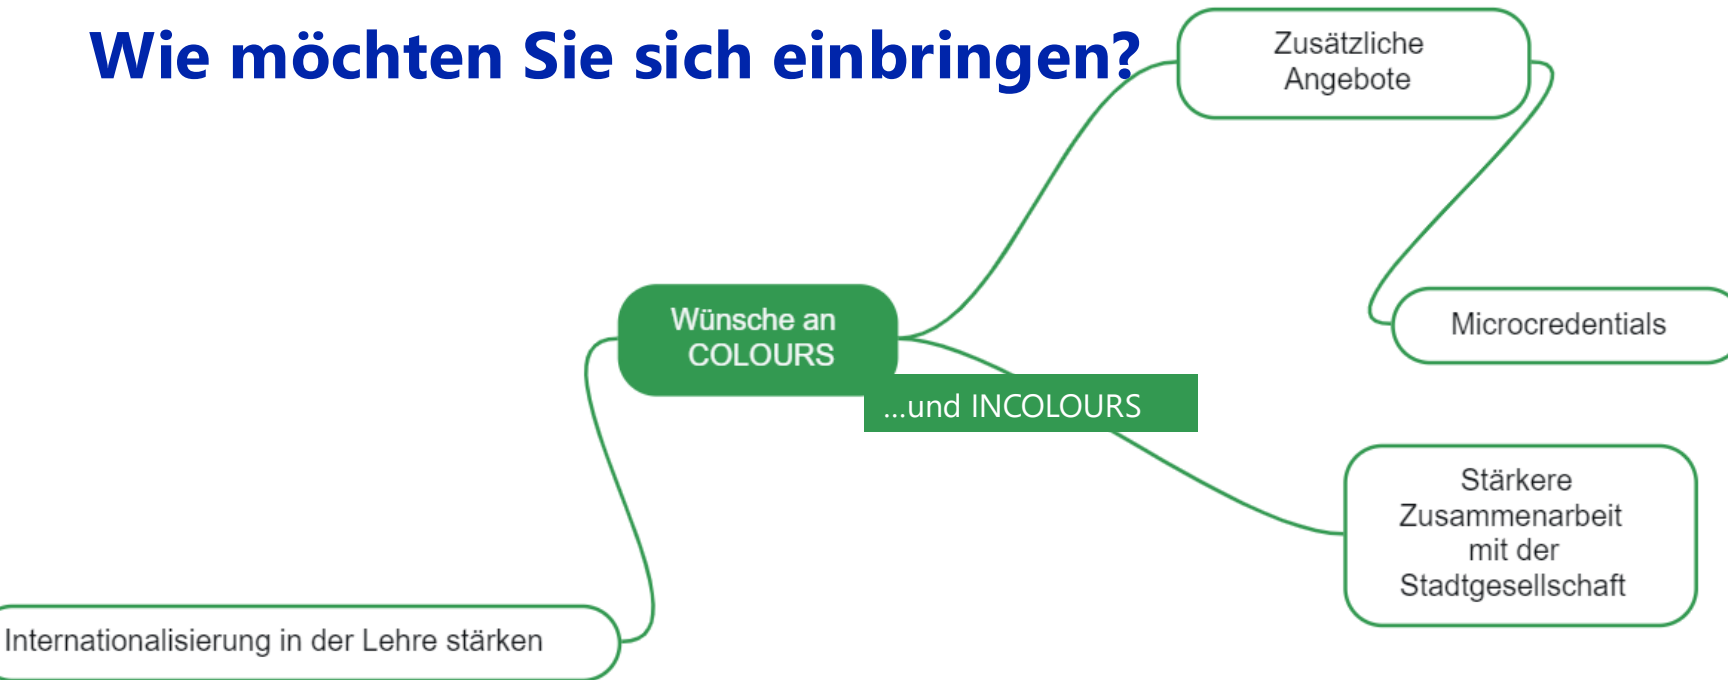 Wie möchten Sie sich einbringen?
Zusätzliche
Angebote
Wünsche an
COLOURS
...und INCOLOURS
Microcredentials
Stärkere
Zusammenarbeit
mit der
Stadtgesellschaft
Internationalisierung in der Lehre stärken